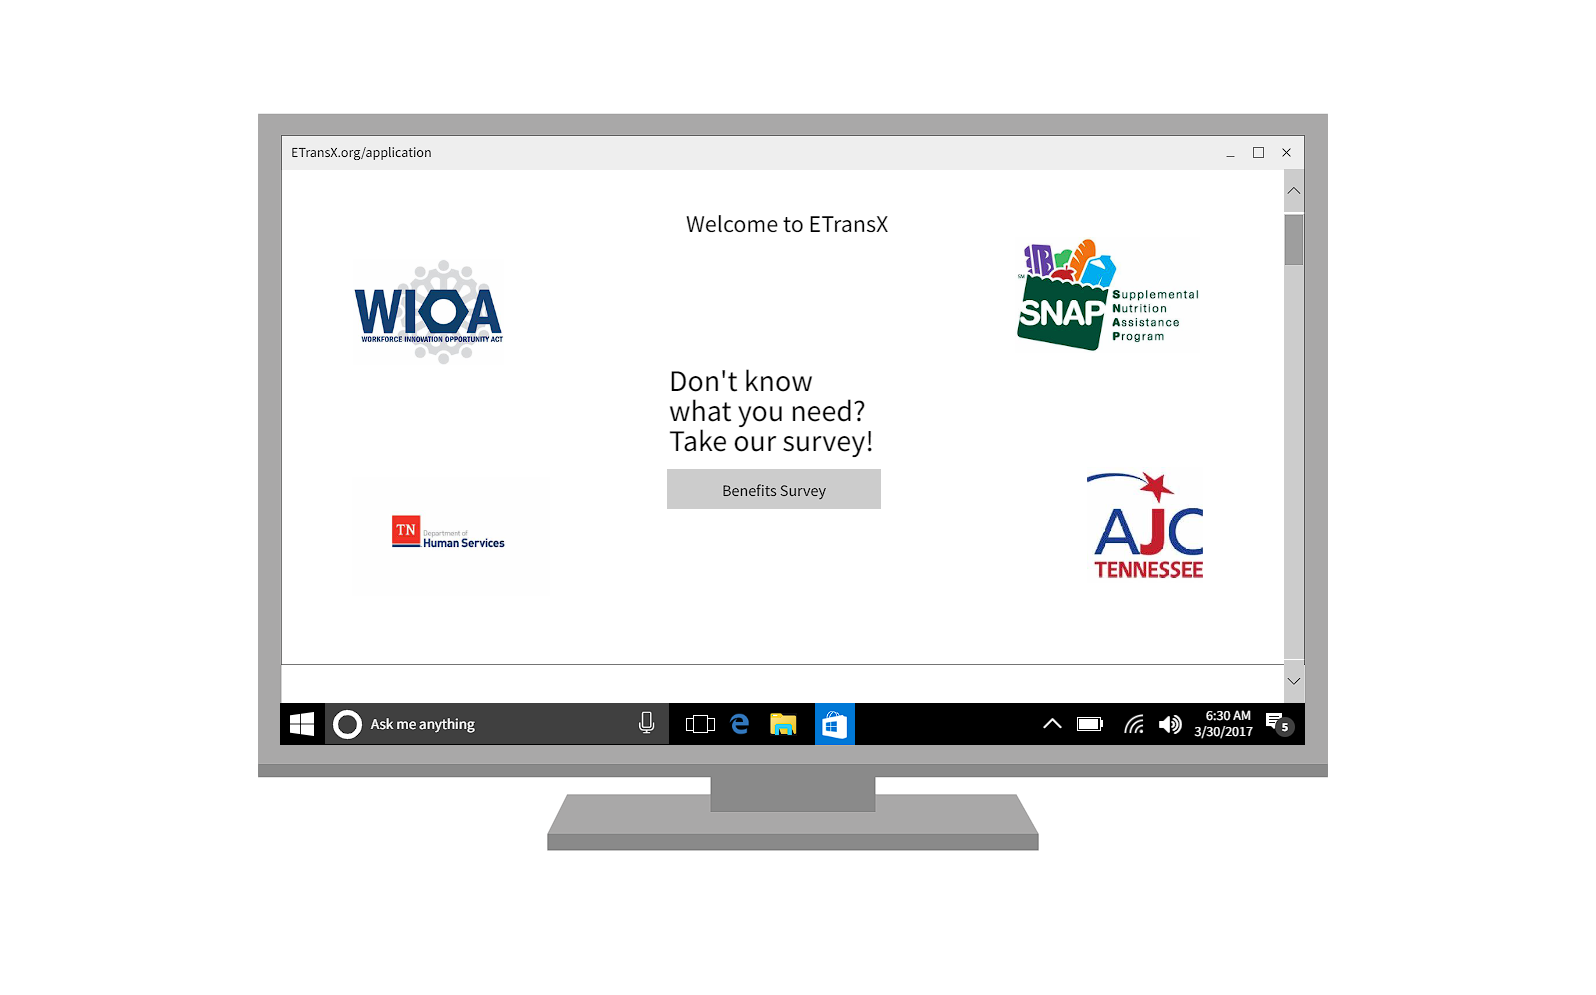 ETransX.org/application
Welcome to ETransX
WIOA
WORKFORCE INNOVATION OPPORTUNITY ACT
SM
SNAP
Supplemental
Nutrition
Assistance
Program
Don't know
what you need?
Take our survey!
Benefits Survey
TN
Department of
Human Services
AJC
TENNESSEE
Ask me anything
6:30 AM
3/30/2017
5